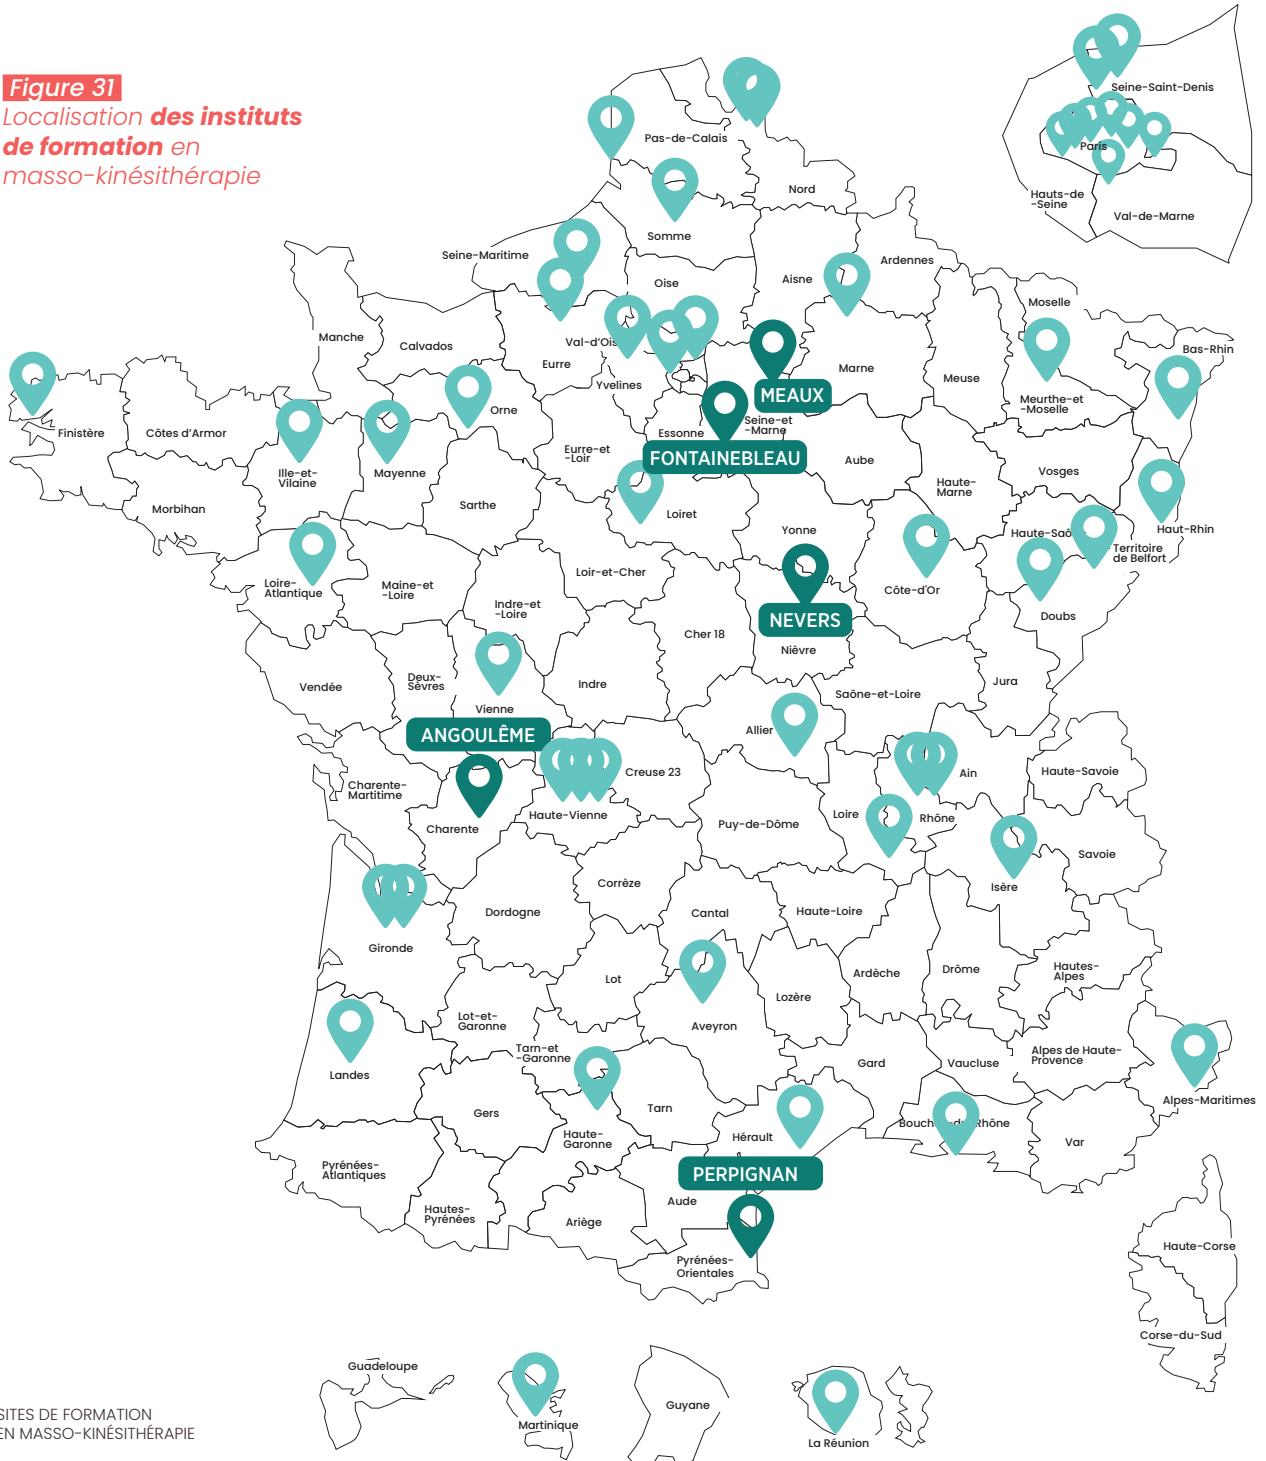 Figure 31
Localisation des instituts
de formation en
masso-kinésithérapie
Seine-Saint-Denis
Paris
Hauts-de
-Seine
Val-de-Marne
Pas-de-Calais
Nord
Somme
Seine-Maritime
Oise
Aisne
Ardennes
Moselle
Manche
Calvados
Val-d'Ois
Eurre
Yvelines
Marne
Meuse
Bas-Rhin
MEAUX
Meurthe-et
-Moselle
Orne
Seine-et
-Marne
Essonne
Finistère
Côtes d'Armor
FONTAINEBLEAU
Eurre-et
-Loir
Aube
Ille-et-
Vilaine
Mayenne
Haute-
Marne
Vosges
Morbihan
Sarthe
Loiret
Yonne
Haute-Saô
Haut-Rhin
Territoire
de Belfort
Loire-
Atlantique
Maine-et
-Loire
Loir-et-Cher
Côte-d'Or
Indre-et
-Loire
NEVERS
Doubs
Cher 18
Nièvre
Vendée
Deux-
Sèvres
Indre
Jura
Saône-et-Loire
Vienne
Allier
ANGOULÊME
Creuse 23
Ain
Haute-Savoie
Charente-
Martitime
Haute-Vienne
Loire
Rhône
Puy-de-Dôme
Charente
Savoie
Isère
Corrèze
Dordogne
Cantal
Haute-Loire
Gironde
Lot
Ardèche
Drôme
Hautes-
Alpes
Lozère
Lot-et-
Garonne
Aveyron
Tarn-et
-Garonne
Alpes de Haute-
Provence
Landes
Gard
Vaucluse
Alpes-Maritimes
Gers
Tarn
Bouch
Rhône
Haute-
Garonne
Hérault
Var
Pyrénées-
Atlantiques
PERPIGNAN
Aude
Hautes-
Pyrénées
Ariège
Pyrénées-
Orientales
Haute-Corse
Corse-du-Sud
Guadeloupe
Martinique
Guyane
La Réunion
SITES DE FORMATION
EN MASSO-KINÉSITHÉRAPIE